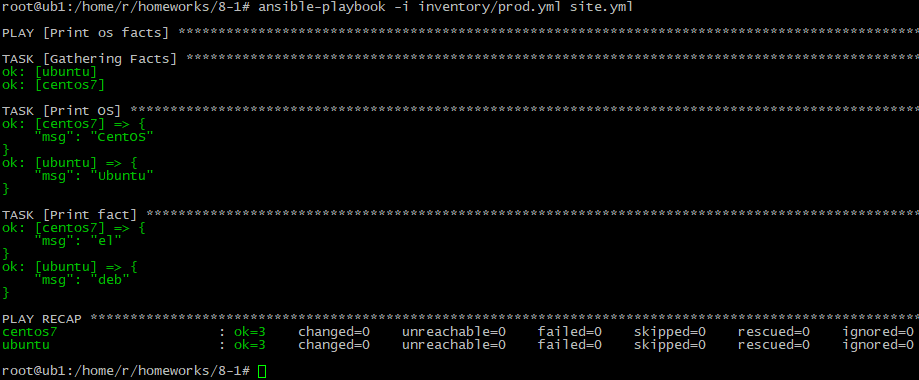 root@ub1:/home/r/homeworks/8-1# ansible-playbook -i inventory/prod.yml site.yml
PLAY [Print os facts] ****************************************************************************************
TASK [Gathering Facts] ***************************************************************************************
ok: [ubuntu]
ok: [centos7]
TASK [Print OS] **********************************************************************************************
ok: [centos7] => {
    "msg": "CentOS"
}
ok: [ubuntu] => {
    "msg": "Ubuntu"
}
TASK [Print fact] ********************************************************************************************
ok: [centos7] => {
    "msg": "el"
}
ok: [ubuntu] => {
    "msg": "deb"
}
PLAY RECAP ***************************************************************************************************
centos7                    : ok=3    changed=0    unreachable=0    failed=0    skipped=0    rescued=0    ignored=0
ubuntu                     : ok=3    changed=0    unreachable=0    failed=0    skipped=0    rescued=0    ignored=0
root@ub1:/home/r/homeworks/8-1#